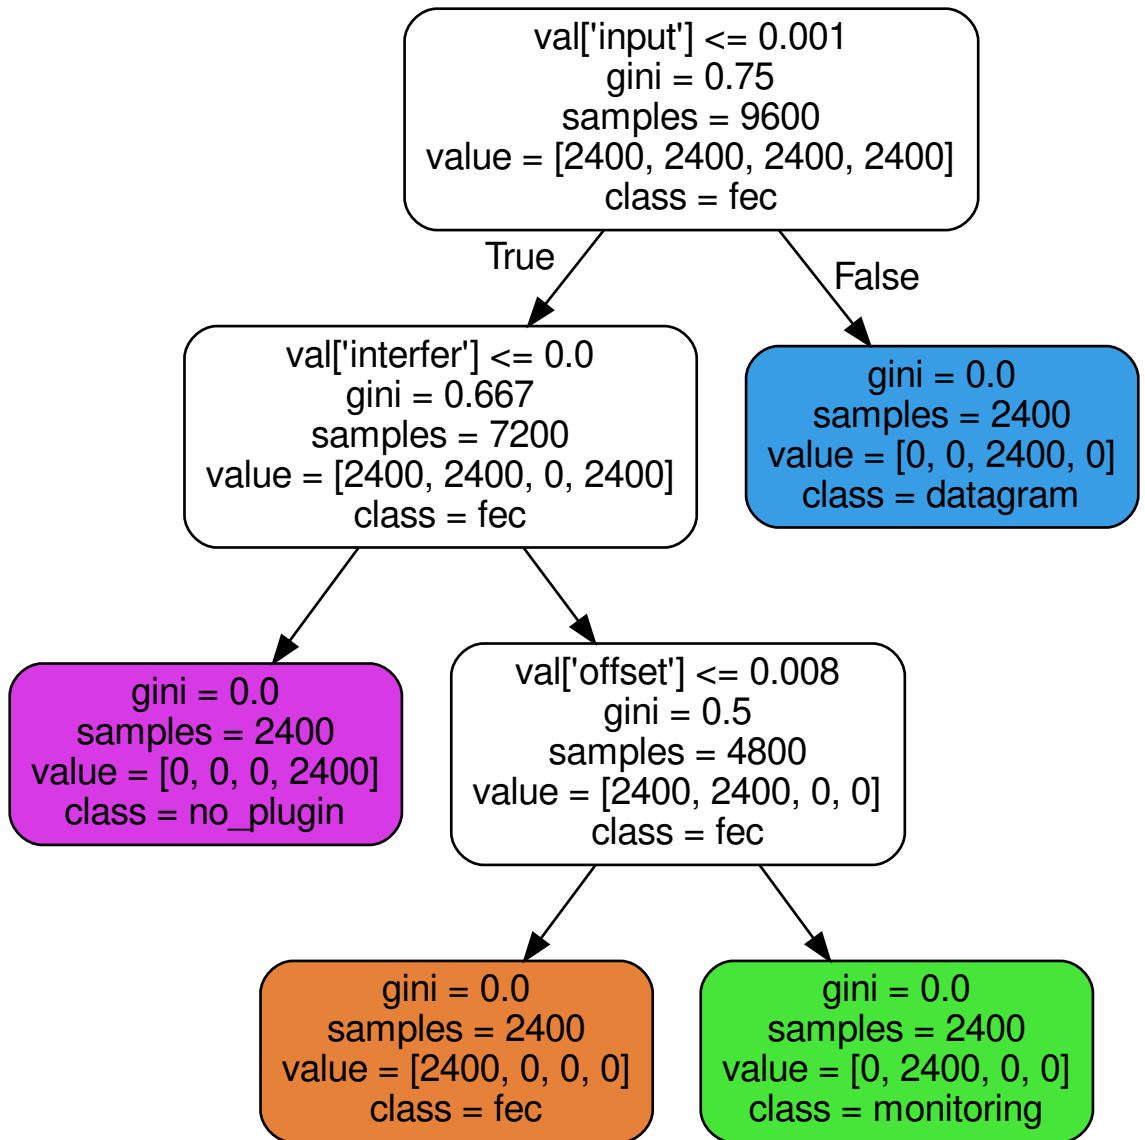 val['input'] <= 0.001
gini = 0.75
samples = 9600
value = [2400, 2400, 2400, 2400]
class = fec
True
False
val['interfer'] <= 0.0
gini = 0.667
samples = 7200
value = [2400, 2400, 0, 2400]
class = fec
gini = 0.0
samples = 2400
value = [0, 0, 2400, 0]
class = datagram
gini = 0.0
samples = 2400
value = [0, 0, 0, 2400]
class = no_plugin
val['offset'] <= 0.008
gini = 0.5
samples = 4800
value = [2400, 2400, 0, 0]
class = fec
gini = 0.0
samples = 2400
value = [2400, 0, 0, 0]
class = fec
gini = 0.0
samples = 2400
value = [0, 2400, 0, 0]
class = monitoring